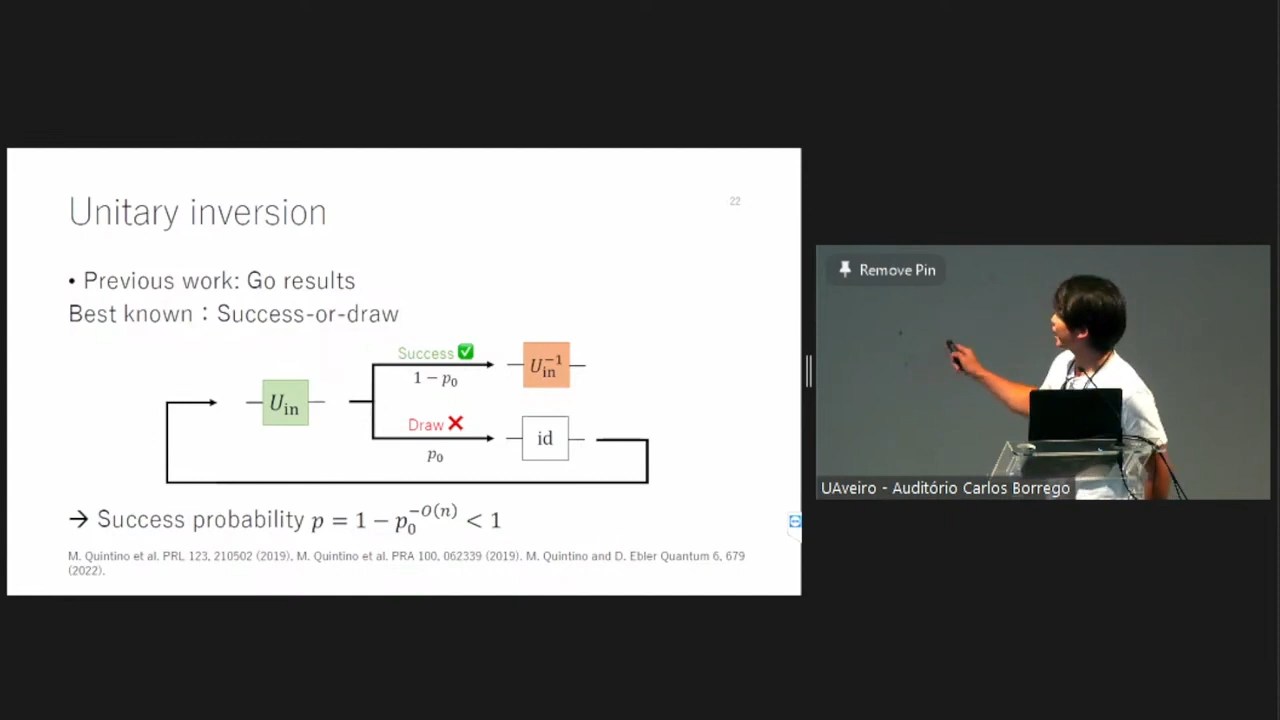 Unitary inversion
22
• Previous work: Go results
Best known：Success-or-draw
Success ✅
1 − p₀
U_in^{-1}
U_in
Draw ❌
p₀
id
→ Success probability p = 1 − p₀^{−O(n)} < 1
M. Quintino et al. PRL 123, 210502 (2019), M. Quintino et al. PRA 100, 062339 (2019). M. Quintino and D. Ebler Quantum 6, 679
(2022).
Remove Pin
UAveiro - Auditório Carlos Borrego